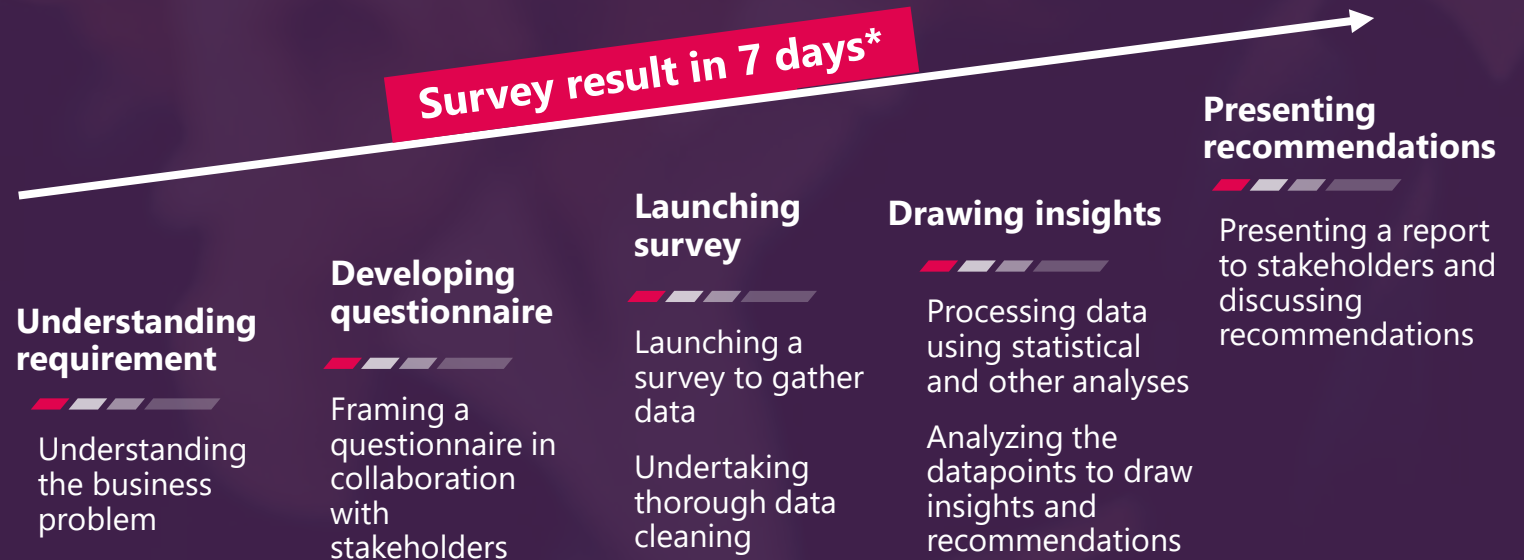 Survey result in 7 days*
Understanding
requirement
Understanding
the business
problem
Developing
questionnaire
Framing a
questionnaire in
collaboration
with
stakeholders
Launching
survey
Launching a
survey to gather
data
Undertaking
thorough data
cleaning
Drawing insights
Processing data
using statistical
and other analyses
Analyzing the
datapoints to draw
insights and
recommendations
Presenting
recommendations
Presenting a report
to stakeholders and
discussing
recommendations